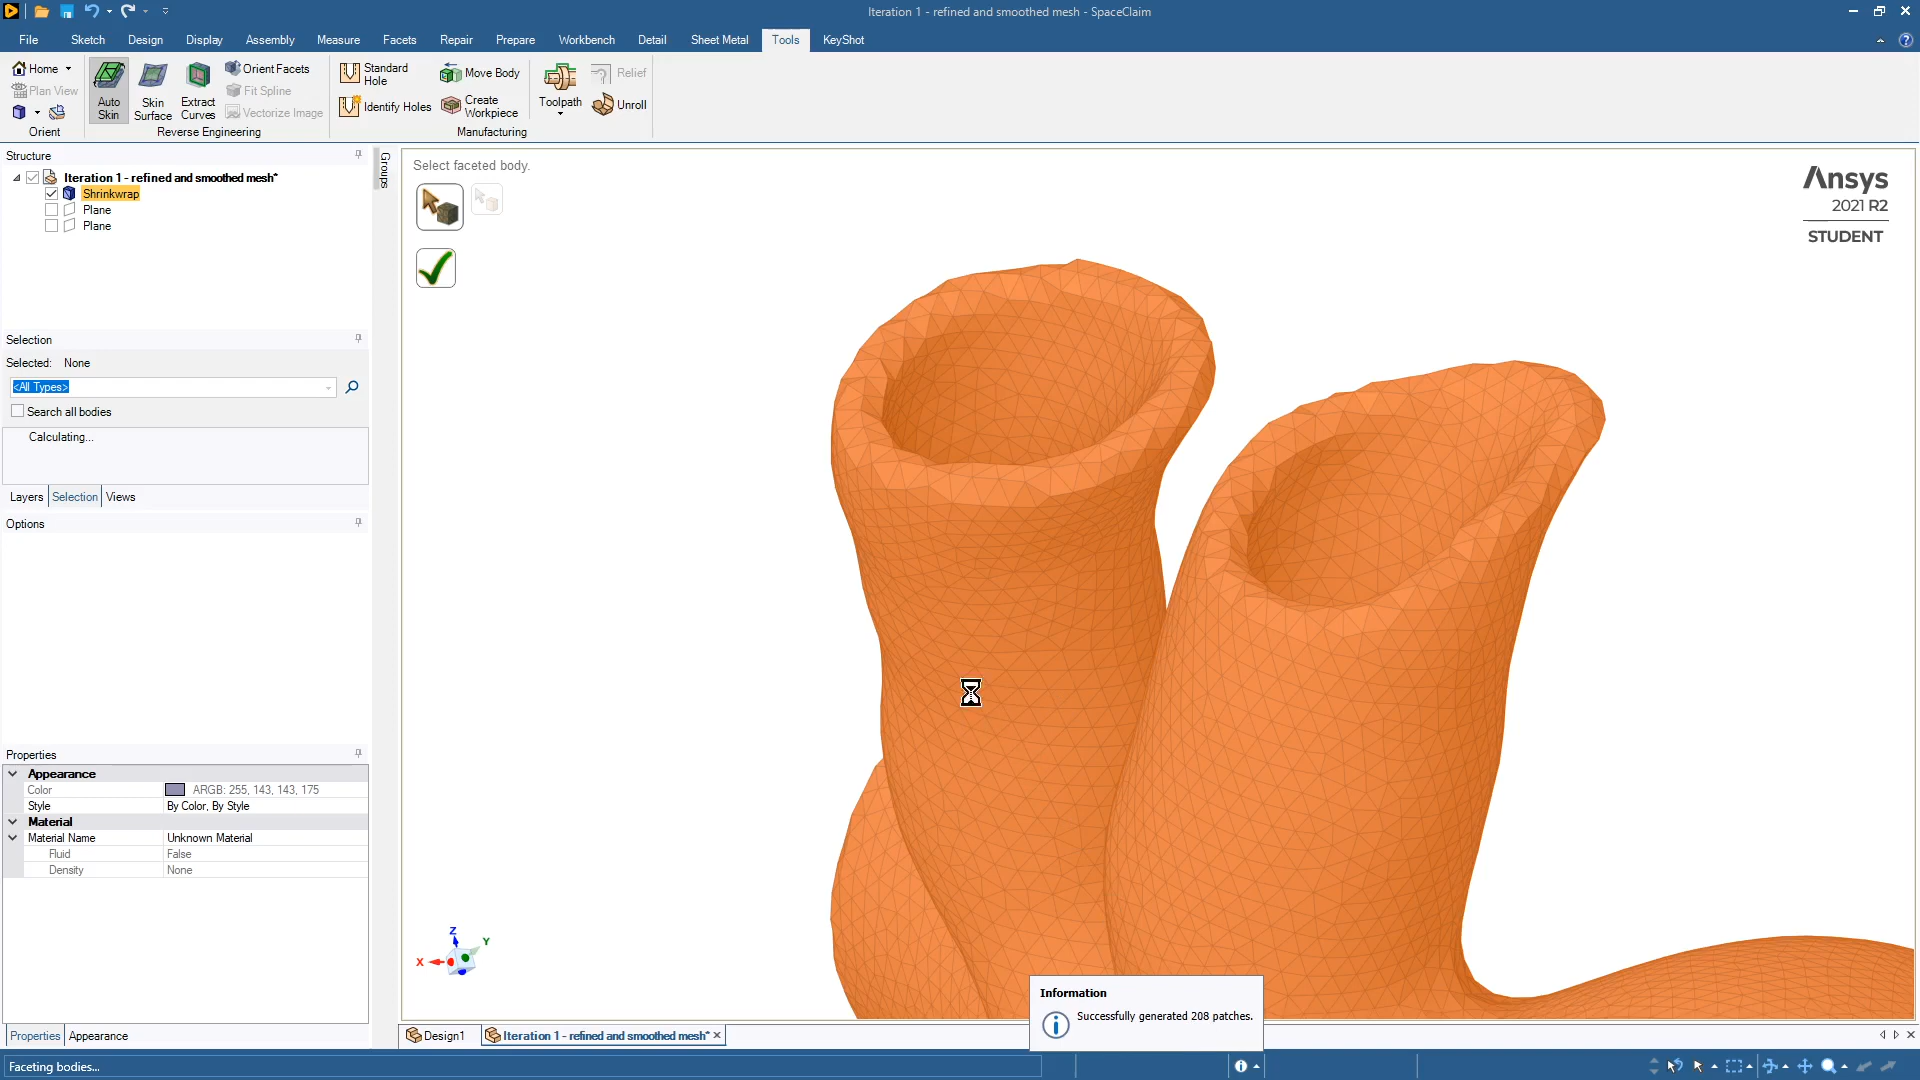 Iteration 1 - refined and smoothed mesh - SpaceClaim
File Sketch Design Display Assembly Measure Facets Repair Prepare Workbench Detail Sheet Metal Tools KeyShot
Home
Plan View
Orient
Auto Skin
Skin Surface
Extract Curves
Orient Facets
Fit Spline
Vectorize Image
Reverse Engineering
Standard Hole
Identify Holes
Move Body
Create Workpiece
Toolpath
Relief
Unroll
Manufacturing
Structure
Iteration 1 - refined and smoothed mesh*
Shrinkwrap
Plane
Plane
Groups
Select faceted body.
Ansys
2021 R2
STUDENT
Selection
Selected: None
<All Types>
Search all bodies
Calculating...
Layers Selection Views
Options
Properties
Appearance
Color ARGB: 255, 143, 143, 175
Style By Color, By Style
Material
Material Name Unknown Material
Fluid False
Density None
Z
Y
X
Information
Successfully generated 208 patches.
Properties Appearance
Design1 Iteration 1 - refined and smoothed mesh*
Faceting bodies...